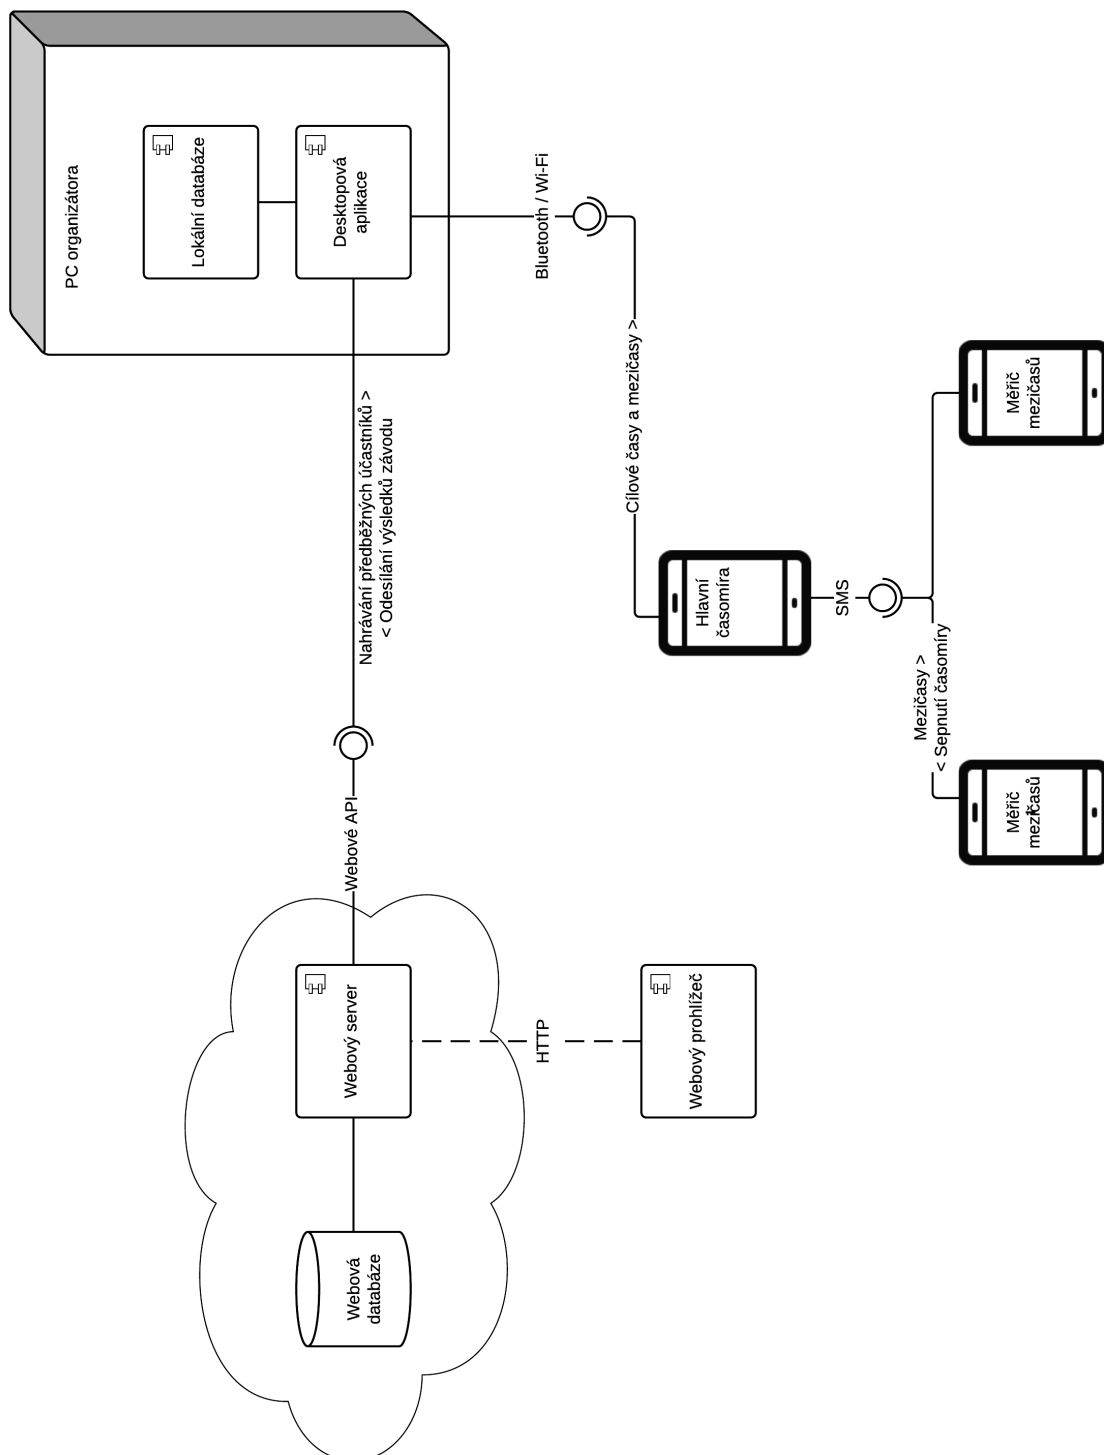 PC organizátora
Lokální databáze
Desktopová
aplikace
Bluetooth / Wi-Fi
Nahrávání předběžných účastníků >
< Odesílání výsledků závodu
Cílové časy a mezičasy >
Webové API
Hlavní
časomíra
SMS
Mezičasy >
< Sepnutí časomíry
Měřič
mezičasů
Měřič
mezičasů
Webový server
HTTP
Webový prohlížeč
Webová
databáze